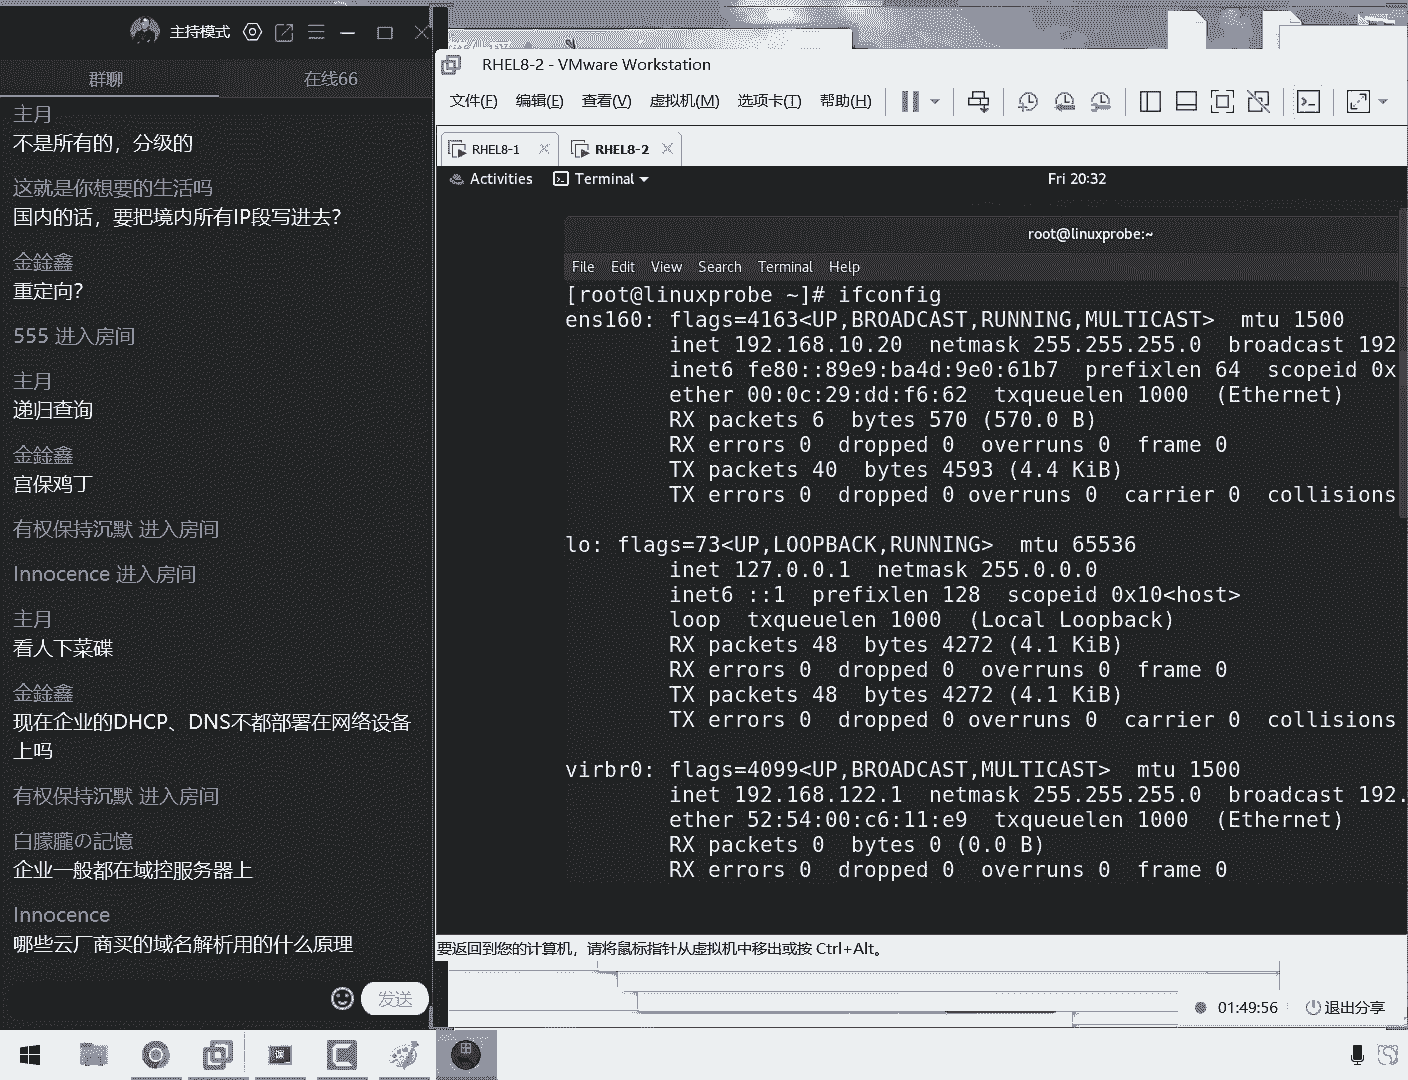 主持模式
群聊
在线66
主月
不是所有的，分级的
这就是你想要的生活吗
国内的话，要把境内所有IP段写进去？
金鍂鑫
重定向？
555 进入房间
主月
递归查询
金鍂鑫
宫保鸡丁
有权保持沉默 进入房间
Innocence 进入房间
主月
看人下菜碟
金鍂鑫
现在企业的DHCP、DNS不都部署在网络设备
上吗
有权保持沉默 进入房间
白朦朧の記憶
企业一般都在域控服务器上
Innocence
哪些云厂商买的域名解析用的什么原理
发送
RHEL8-2 - VMware Workstation
文件(F) 编辑(E) 查看(V) 虚拟机(M) 选项卡(T) 帮助(H)
RHEL8-1
RHEL8-2
Activities
Terminal
Fri 20:32
root@linuxprobe:~
File Edit View Search Terminal Help
[root@linuxprobe ~]# ifconfig
ens160: flags=4163<UP,BROADCAST,RUNNING,MULTICAST>  mtu 1500
inet 192.168.10.20  netmask 255.255.255.0  broadcast 192
inet6 fe80::89e9:ba4d:9e0:61b7  prefixlen 64  scopeid 0x
ether 00:0c:29:dd:f6:62  txqueuelen 1000  (Ethernet)
RX packets 6  bytes 570 (570.0 B)
RX errors 0  dropped 0  overruns 0  frame 0
TX packets 40  bytes 4593 (4.4 KiB)
TX errors 0  dropped 0 overruns 0  carrier 0  collisions
lo: flags=73<UP,LOOPBACK,RUNNING>  mtu 65536
inet 127.0.0.1  netmask 255.0.0.0
inet6 ::1  prefixlen 128  scopeid 0x10<host>
loop  txqueuelen 1000  (Local Loopback)
RX packets 48  bytes 4272 (4.1 KiB)
RX errors 0  dropped 0  overruns 0  frame 0
TX packets 48  bytes 4272 (4.1 KiB)
TX errors 0  dropped 0 overruns 0  carrier 0  collisions
virbr0: flags=4099<UP,BROADCAST,MULTICAST>  mtu 1500
inet 192.168.122.1  netmask 255.255.255.0  broadcast 192.
ether 52:54:00:c6:11:e9  txqueuelen 1000  (Ethernet)
RX packets 0  bytes 0 (0.0 B)
RX errors 0  dropped 0  overruns 0  frame 0
要返回到您的计算机，请将鼠标指针从虚拟机中移出或按 Ctrl+Alt。
01:49:56
退出分享